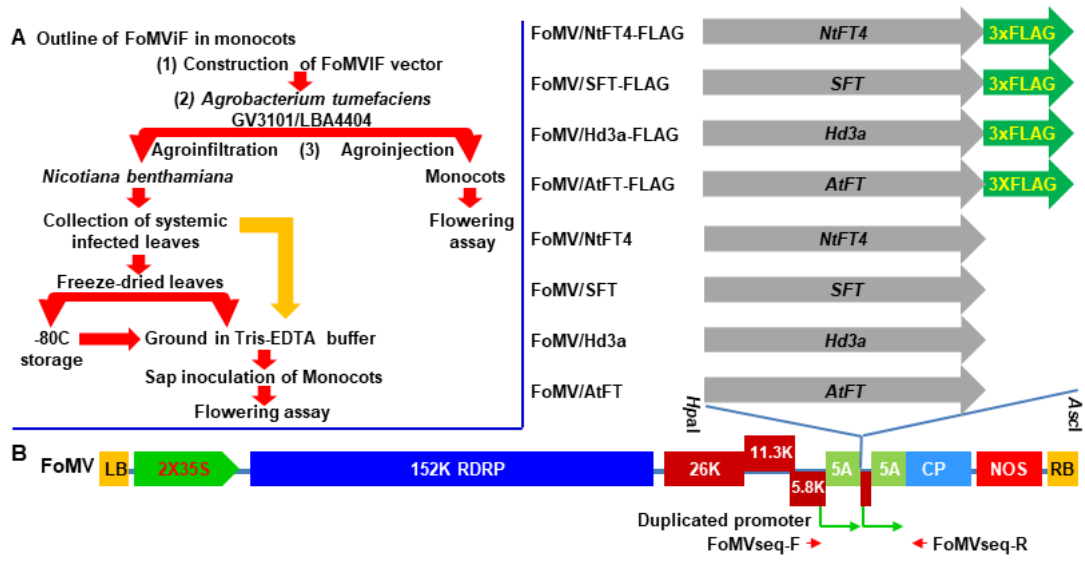 A Outline of FoMViF in monocots
(1) Construction of FoMVIF vector
(2) Agrobacterium tumefaciens
GV3101/LBA4404
Agroinfiltration (3) Agroinjection
Nicotiana benthamiana
Monocots
Collection of systemic
infected leaves
Flowering
assay
Freeze-dried leaves
-80C
storage
Ground in Tris-EDTA buffer
Sap inoculation of Monocots
Flowering assay
FoMV/NtFT4-FLAG NtFT4 3xFLAG
FoMV/SFT-FLAG SFT 3xFLAG
FoMV/Hd3a-FLAG Hd3a 3xFLAG
FoMV/AtFT-FLAG AtFT 3XFLAG
FoMV/NtFT4 NtFT4
FoMV/SFT SFT
FoMV/Hd3a Hd3a
FoMV/AtFT AtFT
HpaI
AscI
B FoMV LB 2X35S 152K RDRP 26K 11.3K 5.8K 5A 5A CP NOS RB
Duplicated promoter
FoMVseq-F FoMVseq-R